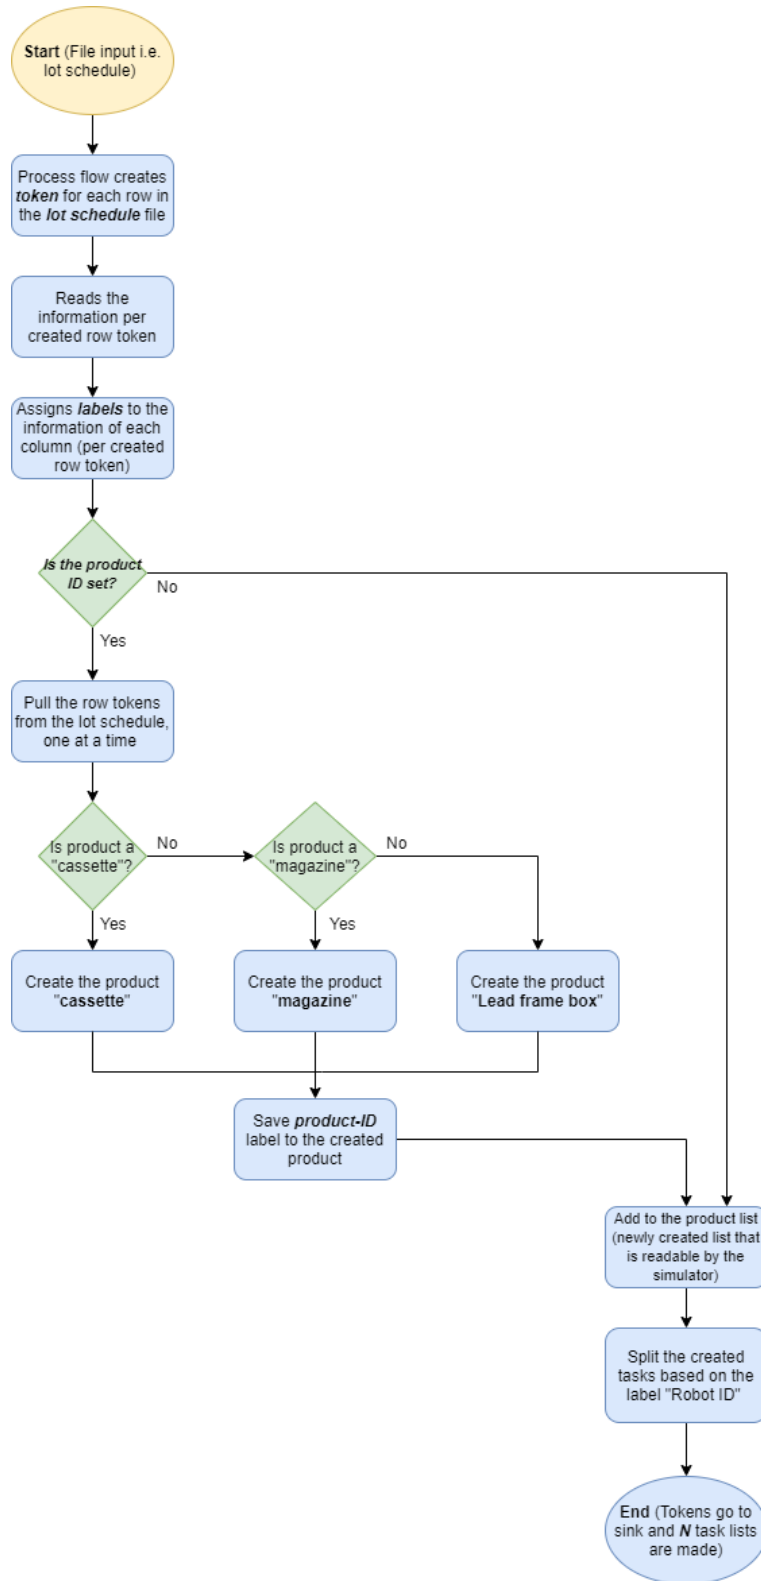 Start (File input i.e.
lot schedule)
Process flow creates
token for each row in
the lot schedule file
Reads the
information per
created row token
Assigns labels to the
information of each
column (per created
row token)
Is the product
ID set?
No
Yes
Pull the row tokens
from the lot schedule,
one at a time
Is product a
"cassette"?
No
Is product a
"magazine"?
No
Yes
Yes
Create the product
"cassette"
Create the product
"magazine"
Create the product
"Lead frame box"
Save product-ID
label to the created
product
Add to the product list
(newly created list that
is readable by the
simulator)
Split the created
tasks based on the
label "Robot ID"
End (Tokens go to
sink and N task lists
are made)